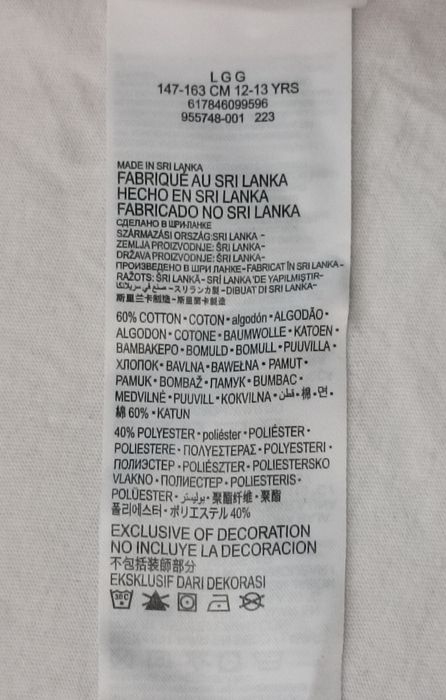 L G G
147-163 CM 12-13 YRS
617846099596
955748-001 223
MADE IN SRI LANKA
FABRIQUÉ AU SRI LANKA
HECHO EN SRI LANKA
FABRICADO NO SRI LANKA
СДЕЛАНО В ШРИ-ЛАНКЕ
SZÁRMAZÁSI ORSZÁG: SRI LANKA-
ZEMLJA PROIZVODNJE: ŠRI LANKA-
DRŽAVA PROIZVODNJE: ŠRI LANKA-
ПРОИЗВЕДЕНО В ШРИ ЛАНКЕ-FABRICAT ÎN SRI LANKA-
RAŽOTS: ŠRI LANKĀ - SRİ LANKA'DE YAPILMIŞTIR-
صنع في سريلانكا-スリランカ製-DIBUAT DI SRI LANKA-
斯里兰卡制造-斯里蘭卡製造
60% COTTON • COTON • algodón • ALGODÃO •
ALGODON • COTONE • BAUMWOLLE • KATOEN •
ΒΑΜΒΑΚΕΡΟ • BOMULD • BOMULL • PUUVILLA •
ХЛОПОК • BAVLNA • BAWEŁNA • PAMUT •
PAMUK • BOMBAŽ • ПАМУК • BUMBAC •
MEDVILNĖ • PUUVILL • KOKVILNA • قطن • 棉 • 면 •
綿 60% • KATUN
40% POLYESTER • poliéster • POLIÉSTER •
POLIESTERE • ΠΟΛΥΕΣΤΕΡΑΣ • POLYESTERI •
ПОЛИЭСТЕР • POLIÉSZTER • POLIESTERSKO
VLAKNO • ПОЛИЕСТЕР • POLIESTERIS •
POLÜESTER • بوليستر • 聚酯纤维 • 聚酯
폴리에스터 • ポリエステル 40%
EXCLUSIVE OF DECORATION
NO INCLUYE LA DECORACION
不包括装師部分
EKSKLUSIF DARI DEKORASI